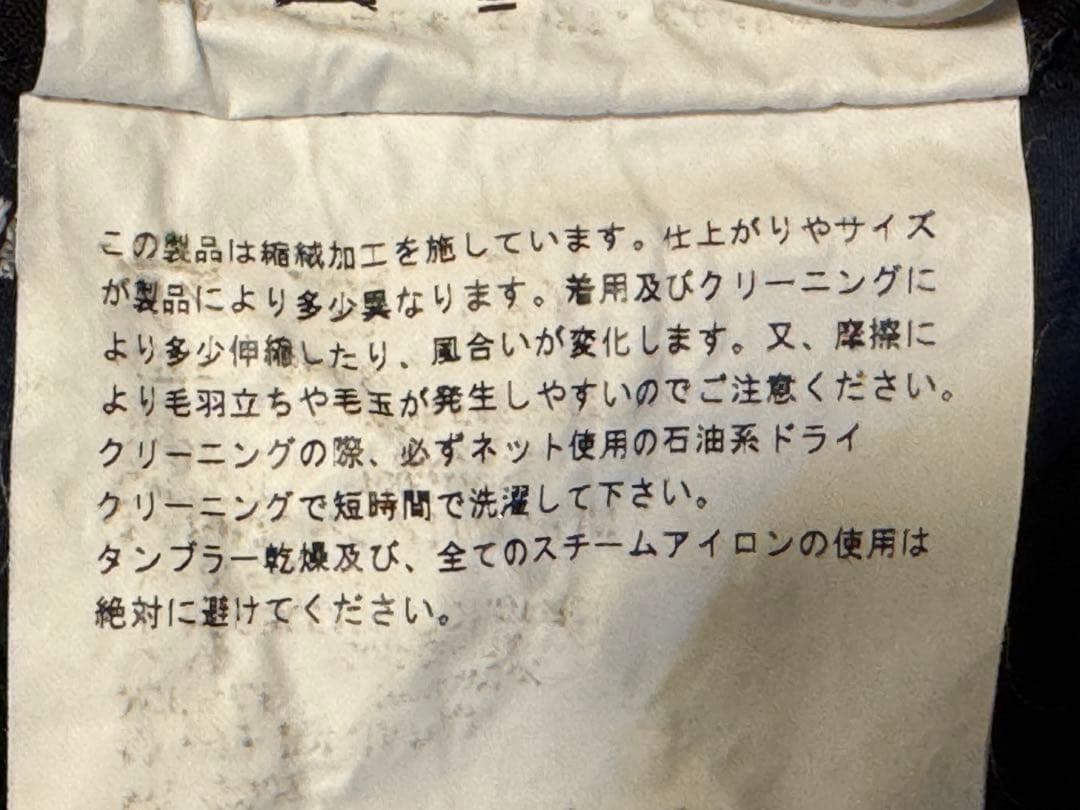 この製品は縮絨加工を施しています。仕上がりやサイズ
が製品により多少異なります。着用及びクリーニングに
より多少伸縮したり、風合いが変化します。又、摩擦に
より毛羽立ちや毛玉が発生しやすいのでご注意ください。
クリーニングの際、必ずネット使用の石油系ドライ
クリーニングで短時間で洗濯して下さい。
タンブラー乾燥及び、全てのスチームアイロンの使用は
絶対に避けてください。